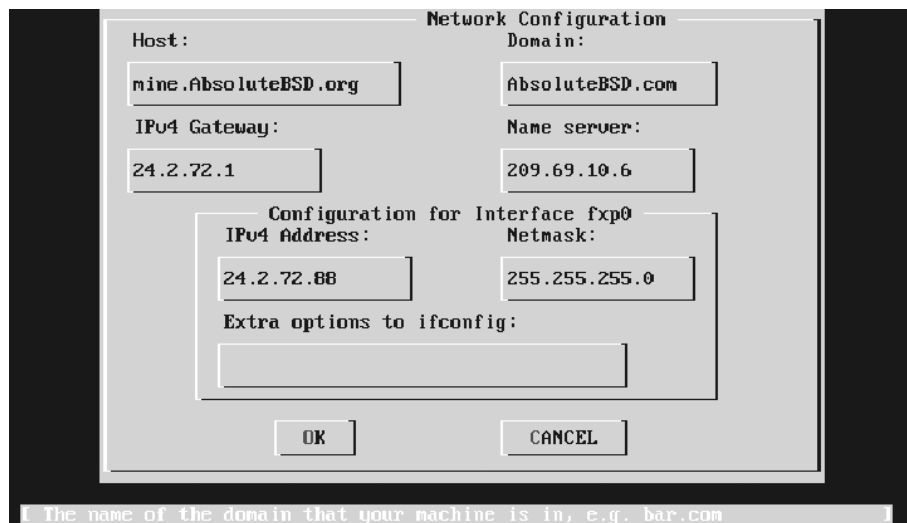 Network Configuration
Host: Domain:
mine.AbsoluteBSD.org AbsoluteBSD.com
IPv4 Gateway: Name server:
24.2.72.1 209.69.10.6
Configuration for Interface fxp0
IPv4 Address: Netmask:
24.2.72.88 255.255.255.0
Extra options to ifconfig:
OK CANCEL
[ The name of the domain that your machine is in, e.g. bar.com ]